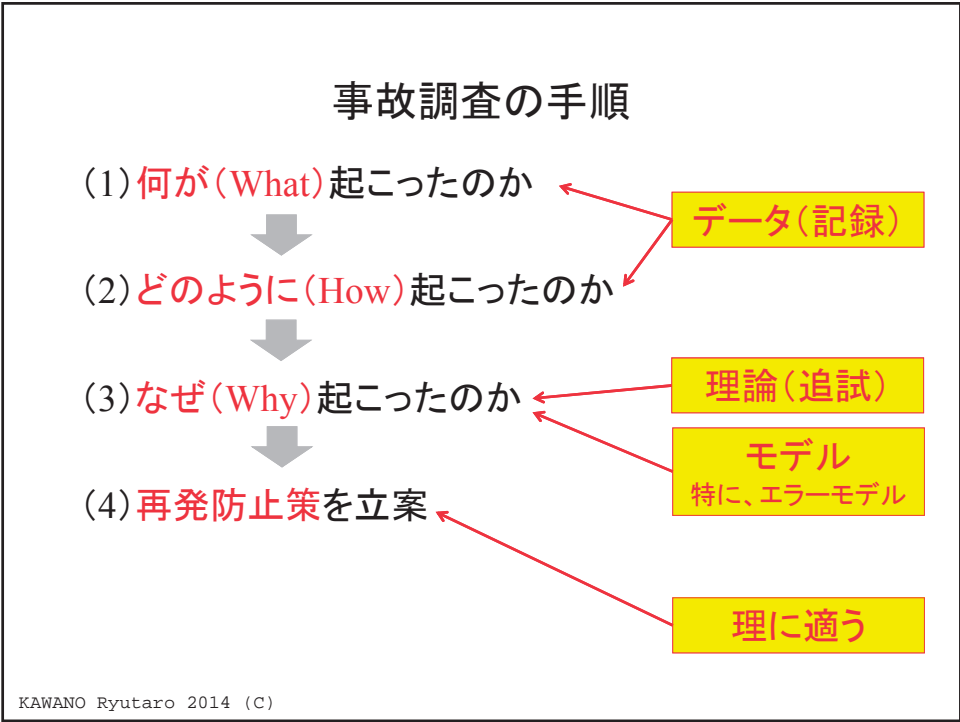 事故調査の手順
(1)何が(What)起こったのか
データ(記録)
(2)どのように(How)起こったのか
(3)なぜ(Why)起こったのか
理論(追試)
モデル
特に、エラーモデル
(4)再発防止策を立案
理に適う
KAWANO Ryutaro 2014 (C)